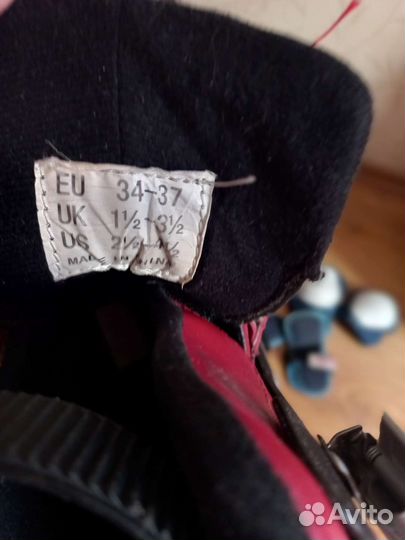 EU 34-37
UK 1½-3½
US 2½-4½
MADE IN CHINA
Avito